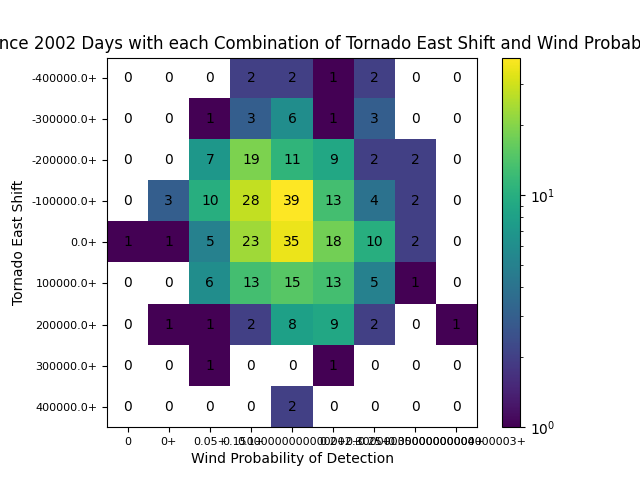 nce 2002 Days with each Combination of Tornado East Shift and Wind Probab
Tornado East Shift
-400000.0+ 0 0 0 2 2 1 2 0 0
-300000.0+ 0 0 1 3 6 1 3 0 0
-200000.0+ 0 0 7 19 11 9 2 2 0
-100000.0+ 0 3 10 28 39 13 4 2 0
0.0+ 1 1 5 23 35 18 10 2 0
100000.0+ 0 0 6 13 15 13 5 1 0
200000.0+ 0 1 1 2 8 9 2 0 1
300000.0+ 0 0 1 0 0 1 0 0 0
400000.0+ 0 0 0 0 2 0 0 0 0
0 0+ 0.05+
Wind Probability of Detection
10^1
10^0